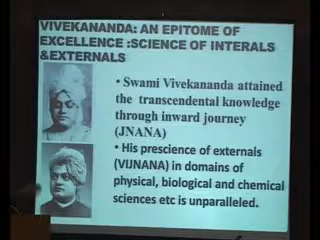 VIVEKANANDA: AN EPITOME OF
EXCELLENCE :SCIENCE OF INTERALS
&EXTERNALS
• Swami Vivekananda attained
the transcendental knowledge
through inward journey
(JNANA)
• His prescience of externals
(VIJNANA) in domains of
physical, biological and chemical
sciences etc is unparalleled.